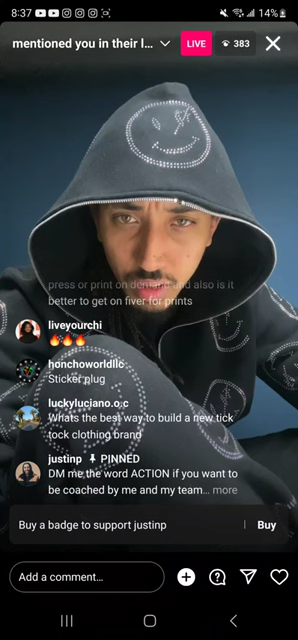 8:37
14%
mentioned you in their l...
LIVE
383
press or print on demand and also is it
better to get on fiver for prints
liveyourchi
🔥🔥🔥
honchoworldllc
Sticker plug
luckyluciano.o.c
Whats the best way to build a new tick
tock clothing brand
justinp 📌 PINNED
DM me the word ACTION if you want to
be coached by me and my team... more
Buy a badge to support justinp
Buy
Add a comment...